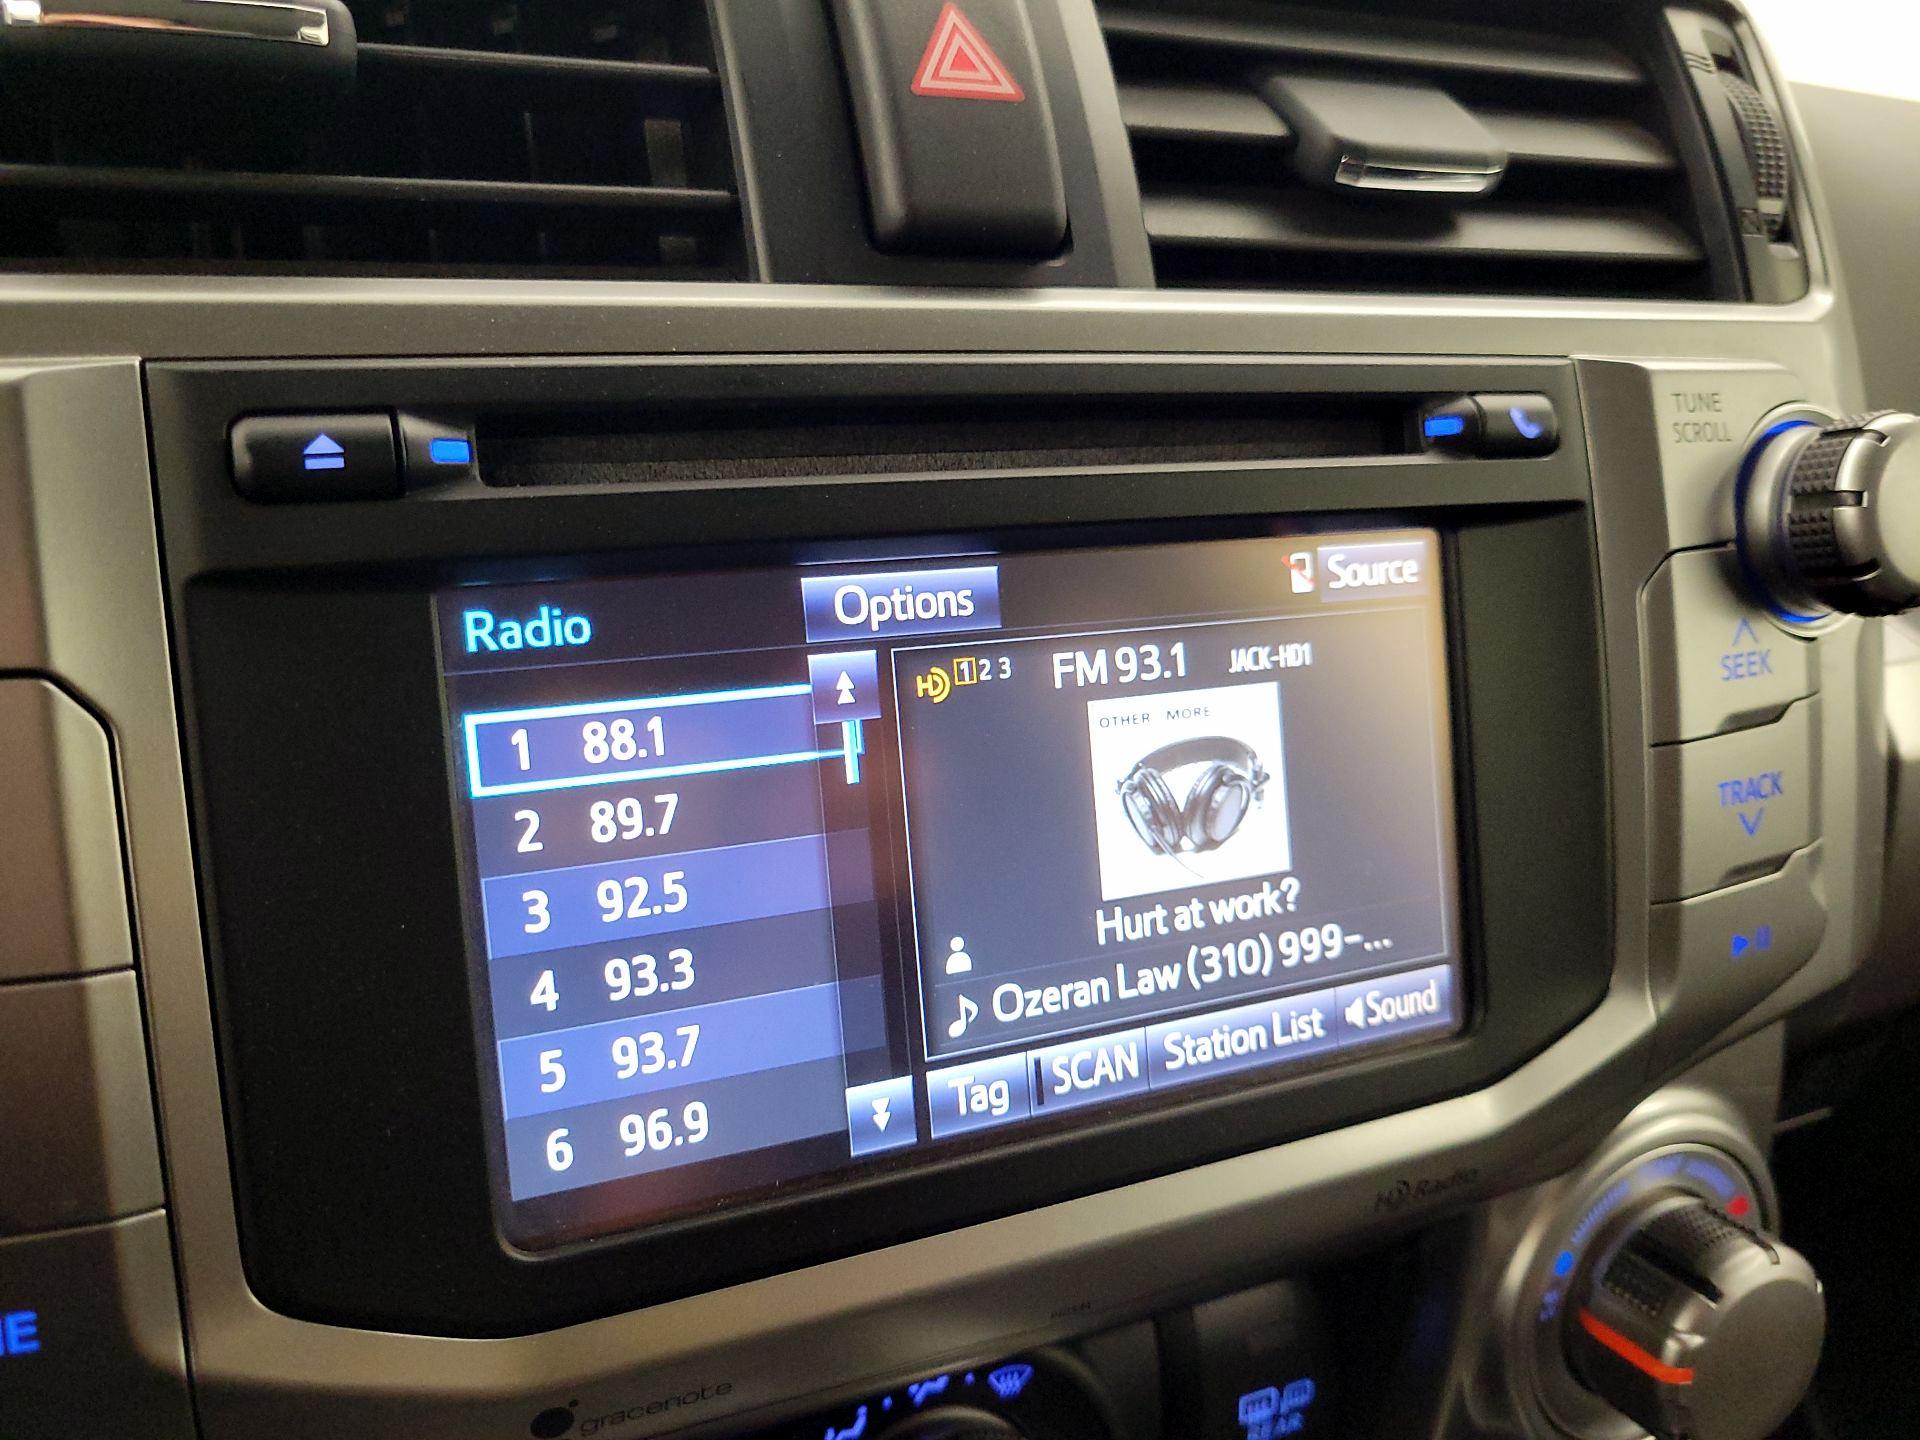 TUNE
SCROLL
Radio
Options
Source
HD 1 2 3
FM 93.1
JACK-HD1
OTHER MORE
1 88.1
2 89.7
3 92.5
4 93.3
5 93.7
6 96.9
Hurt at work?
Ozeran Law (310) 999-...
Tag
SCAN
Station List
Sound
SEEK
TRACK
HD Radio
gracenote
REAR